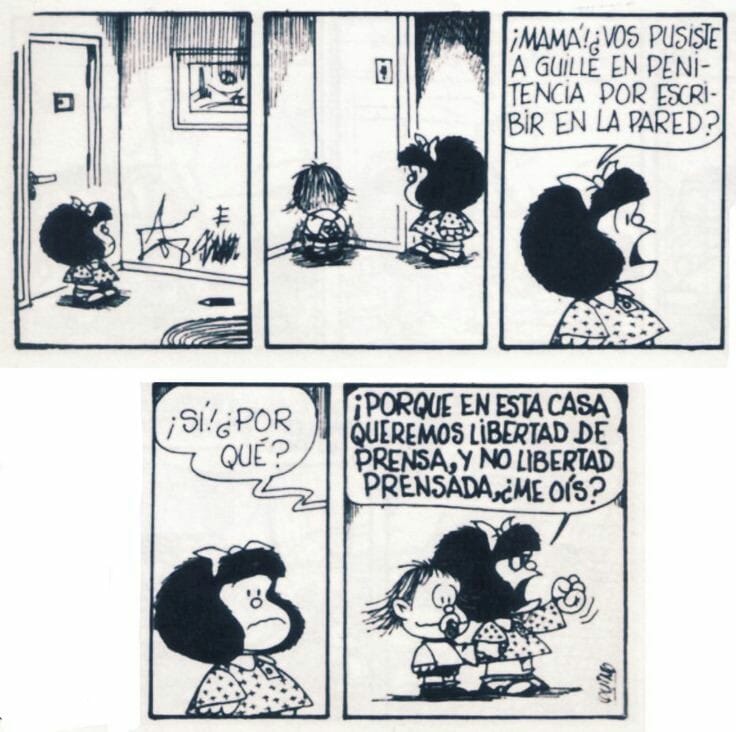 ¡MAMÁ!¿VOS PUSISTE
A GUILLE EN PENI-
TENCIA POR ESCRI-
BIR EN LA PARED?
¡SÍ!¿POR
QUÉ?
¡PORQUE EN ESTA CASA
QUEREMOS LIBERTAD DE
PRENSA, Y NO LIBERTAD
PRENSADA, ¿ME OÍS?
QUINO